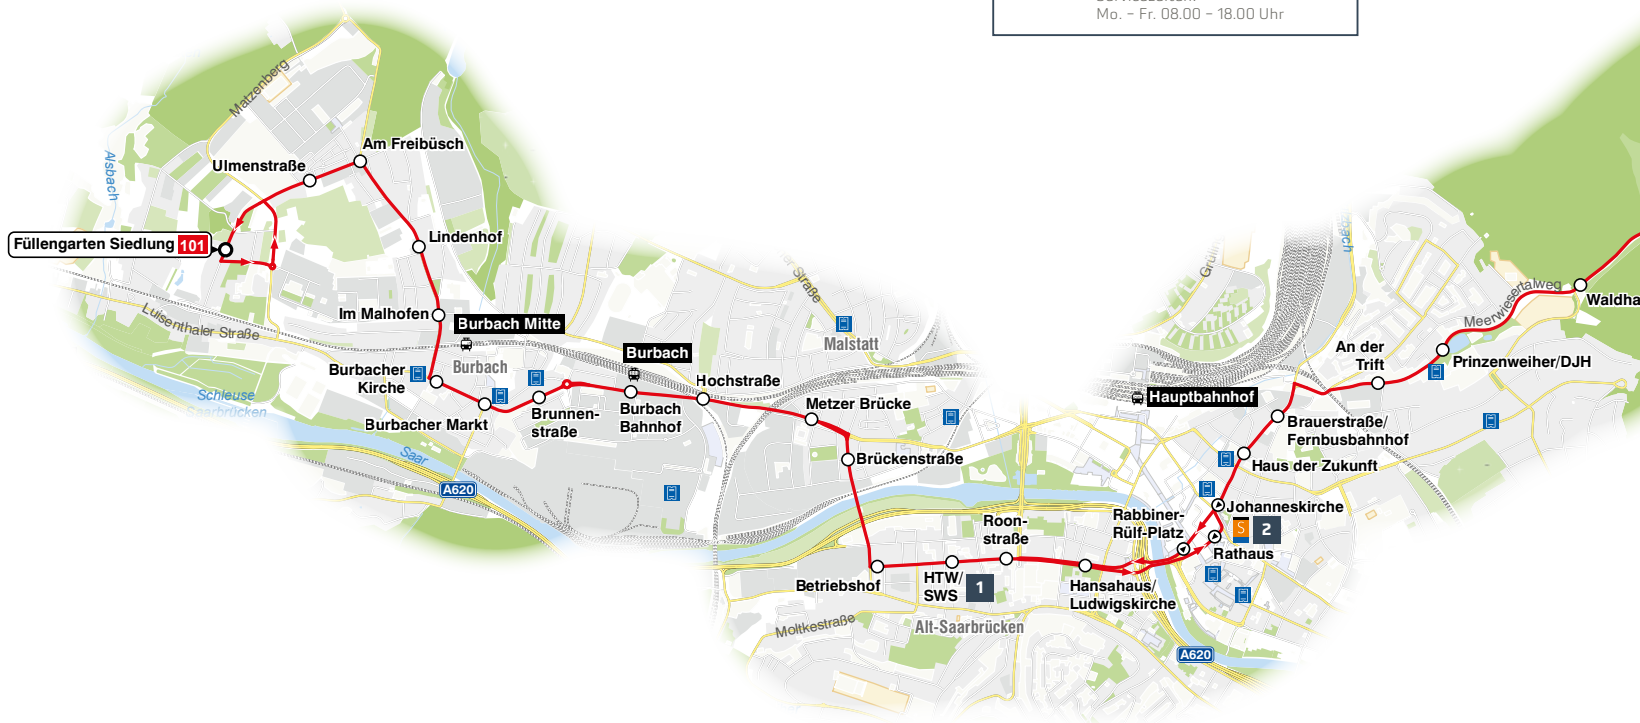 Mo. – Fr. 08.00 – 18.00 Uhr
Matzenberg
Alsbach
Am Freibüsch
Ulmenstraße
Füllengarten Siedlung 101
Lindenhof
Im Malhofen
Luisenthaler Straße
Burbach Mitte
Burbach
Burbacher
Kirche
Schleuse
Saarbrücken
Burbacher Markt
Saar
A620
Brunnen-
straße
Burbach
Burbach
Bahnhof
Hochstraße
Straße
Malstatt
Metzer Brücke
Brückenstraße
Betriebshof
HTW/
SWS 1
Roon-
straße
Hansahaus/
Ludwigskirche
Rabbiner-
Rülf-Platz
Moltkestraße
Alt-Saarbrücken
A620
Rathaus
S 2
Johanneskirche
Haus der Zukunft
Brauerstraße/
Fernbusbahnhof
Hauptbahnhof
An der
Trift
Prinzenweiher/DJH
Meerwiesertalweg
Waldha